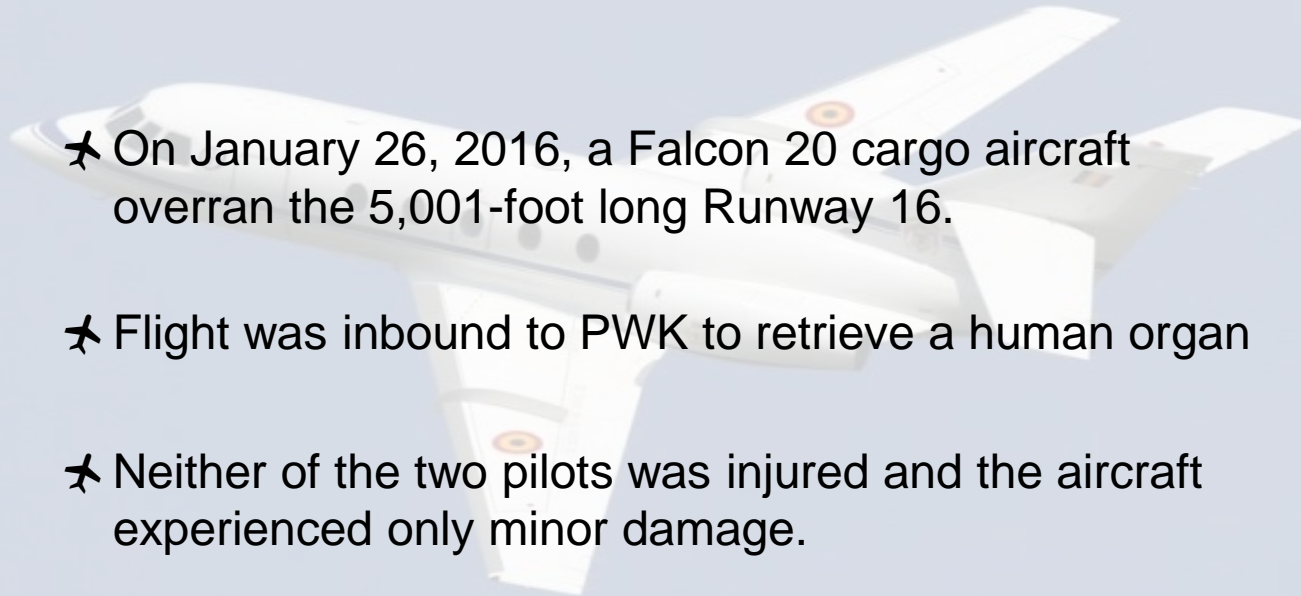 On January 26, 2016, a Falcon 20 cargo aircraft
overran the 5,001-foot long Runway 16.
Flight was inbound to PWK to retrieve a human organ
Neither of the two pilots was injured and the aircraft
experienced only minor damage.